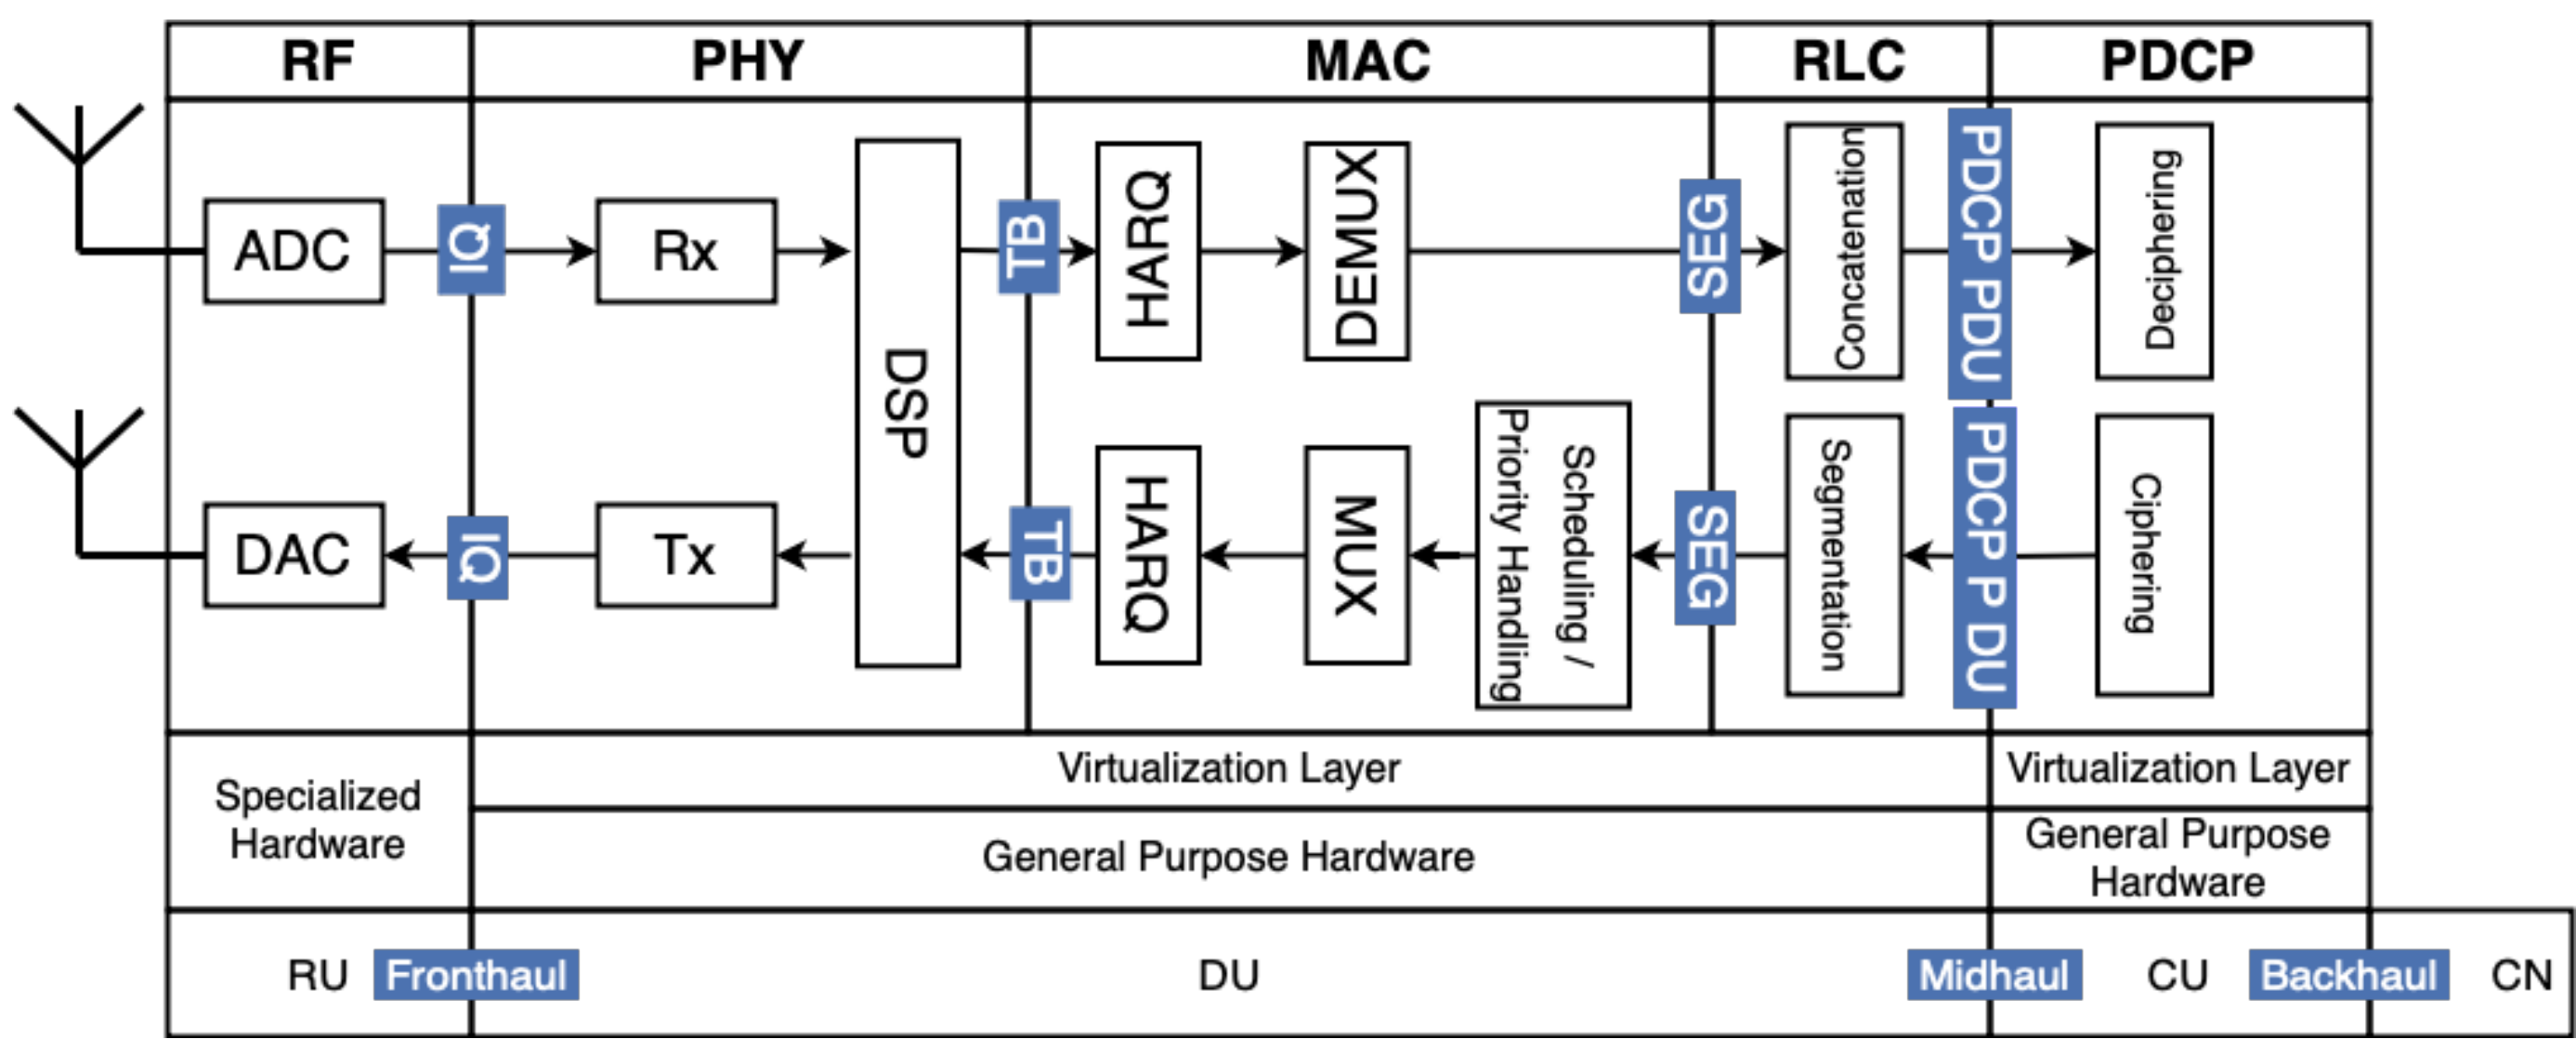 RF
PHY
MAC
RLC
PDCP
ADC
IQ
Rx
DSP
TB
HARQ
DEMUX
SEG
Concatenation
PDCP PDU
Deciphering
DAC
IQ
Tx
TB
HARQ
MUX
Scheduling /
Priority Handling
SEG
Segmentation
PDCP P DU
Ciphering
Specialized
Hardware
Virtualization Layer
Virtualization Layer
General Purpose Hardware
General Purpose
Hardware
RU
Fronthaul
DU
Midhaul
CU
Backhaul
CN